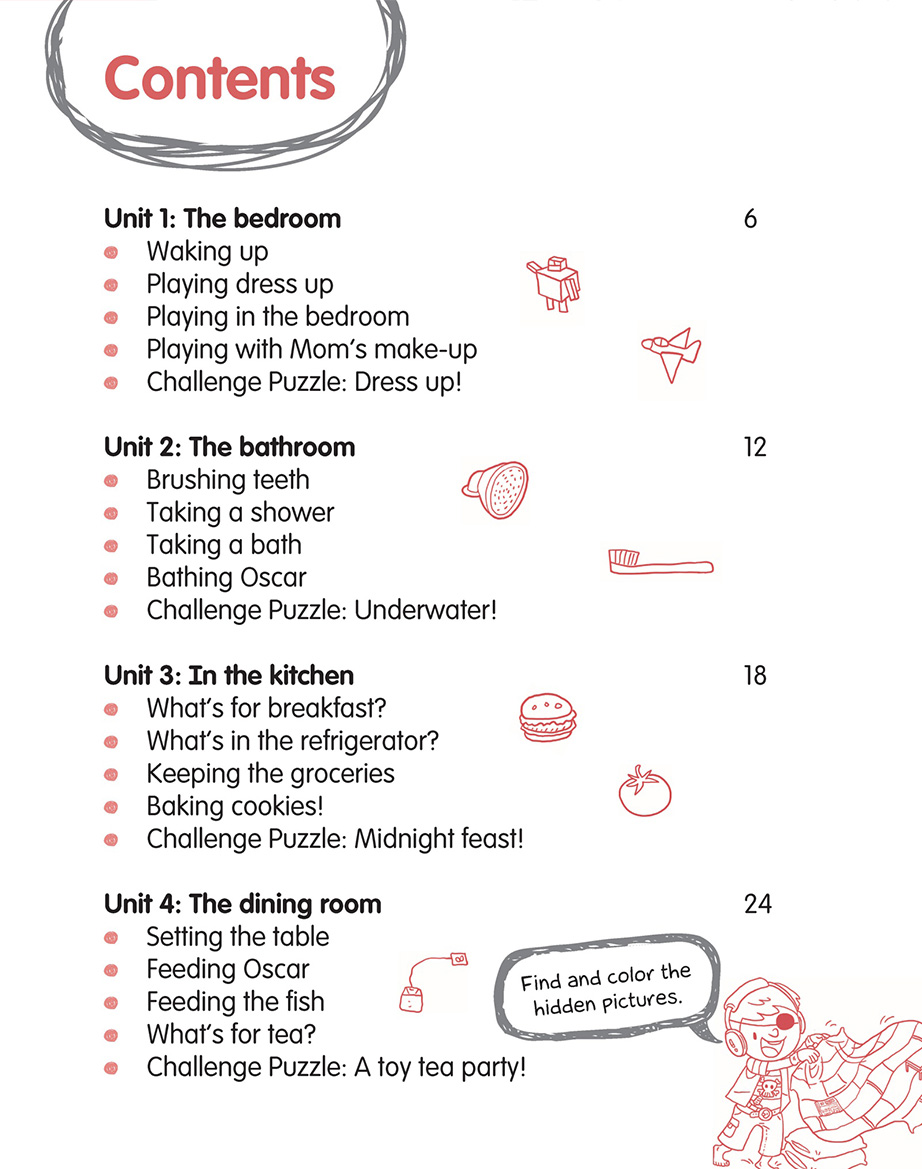 Contents
Unit 1: The bedroom 6
Waking up
Playing dress up
Playing in the bedroom
Playing with Mom's make-up
Challenge Puzzle: Dress up!
Unit 2: The bathroom 12
Brushing teeth
Taking a shower
Taking a bath
Bathing Oscar
Challenge Puzzle: Underwater!
Unit 3: In the kitchen 18
What's for breakfast?
What's in the refrigerator?
Keeping the groceries
Baking cookies!
Challenge Puzzle: Midnight feast!
Unit 4: The dining room 24
Setting the table
Feeding Oscar
Feeding the fish
What's for tea?
Challenge Puzzle: A toy tea party!
Find and color the
hidden pictures.